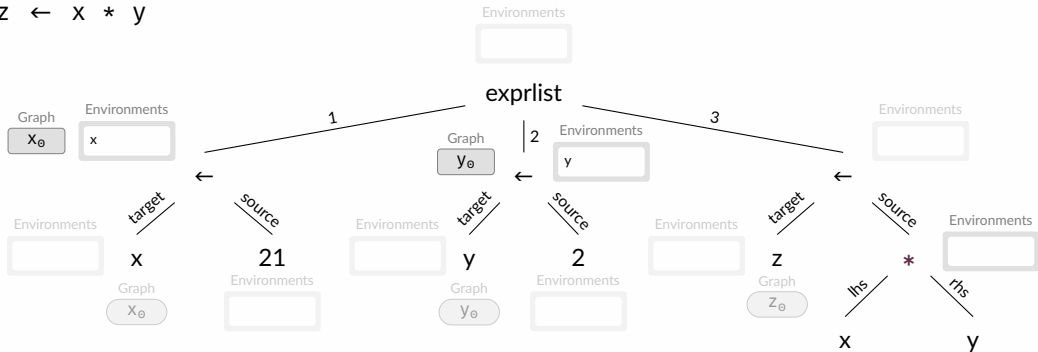 z ← x * y
Environments
exprlist
1
2
3
Graph
x₀
Environments
x
Graph
y₀
Environments
y
Environments
←
←
←
target
source
target
source
target
source
Environments
Environments
Environments
Environments
x
21
y
2
z
*
Graph
x₀
Environments
Graph
y₀
Environments
Graph
z₀
lhs
rhs
x
y